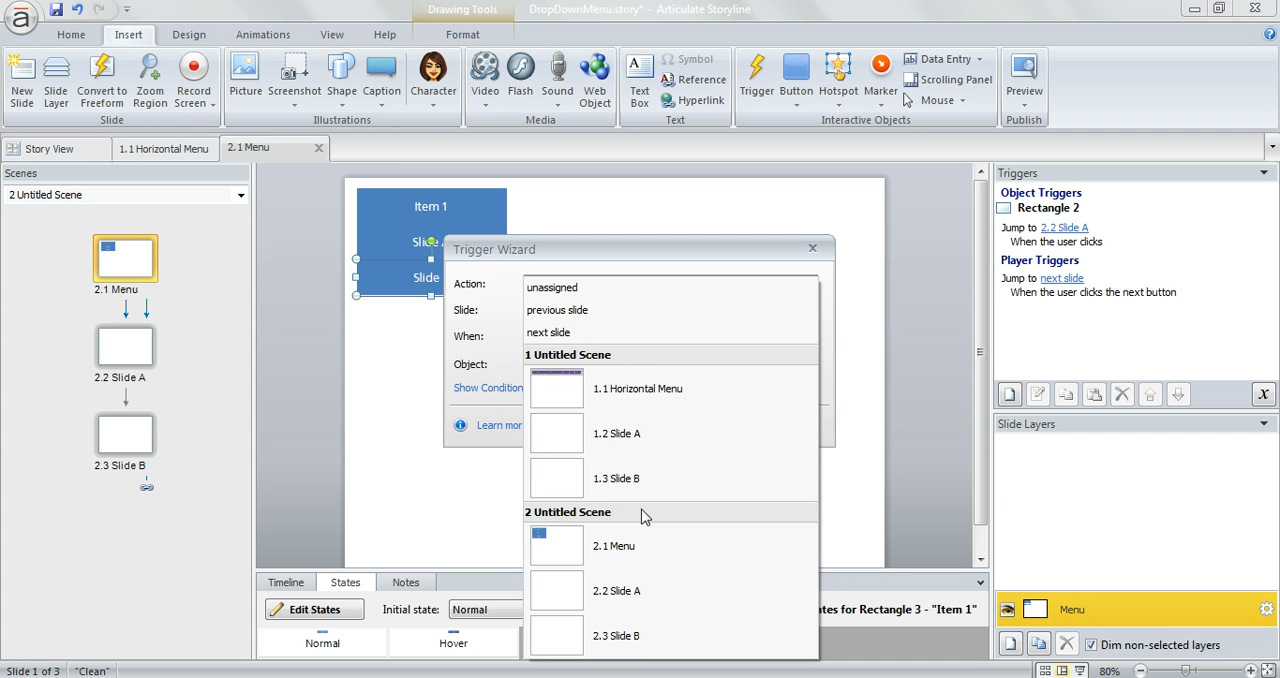 Drawing Tools
DropDownMenu.story* - Articulate Storyline
Home Insert Design Animations View Help Format
New Slide
Slide Layer
Convert to Freeform
Zoom Region
Record Screen
Picture
Screenshot
Shape
Caption
Character
Video
Flash
Sound
Web Object
Text Box
Symbol
Reference
Hyperlink
Trigger
Button
Hotspot
Marker
Data Entry
Scrolling Panel
Mouse
Preview
Slide Illustrations Media Text Interactive Objects Publish
Story View 1.1 Horizontal Menu 2.1 Menu
Scenes
2 Untitled Scene
2.1 Menu
2.2 Slide A
2.3 Slide B
Item 1
Slide
Trigger Wizard
Action:
Slide:
When:
Object:
Show Condition
Learn mor
unassigned
previous slide
next slide
1 Untitled Scene
1.1 Horizontal Menu
1.2 Slide A
1.3 Slide B
2 Untitled Scene
2.1 Menu
2.2 Slide A
2.3 Slide B
Timeline States Notes
Edit States Initial state: Normal
ates for Rectangle 3 - "Item 1"
Normal Hover
Triggers
Object Triggers
Rectangle 2
Jump to 2.2 Slide A
When the user clicks
Player Triggers
Jump to next slide
When the user clicks the next button
x
Slide Layers
Menu
Dim non-selected layers
Slide 1 of 3 "Clean" 80%